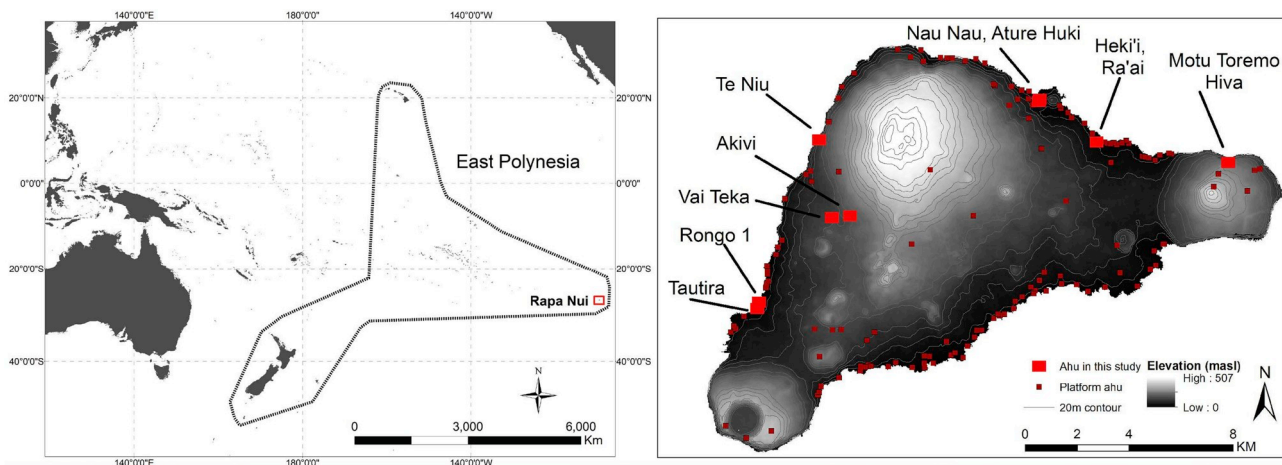 140°0'0"E
180°0'0"
140°0'0"W
20°0'0"N
0°0'0"
20°0'0"S
40°0'0"S
20°0'0"N
0°0'0"
20°0'0"S
40°0'0"S
East Polynesia
Rapa Nui
N
0 3,000 6,000
Km
140°0'0"E
180°0'0"
140°0'0"W
Nau Nau, Ature Huki
Heki'i,
Ra'ai
Motu Toremo
Hiva
Te Niu
Akivi
Vai Teka
Rongo 1
Tautira
Ahu in this study
Platform ahu
20m contour
Elevation (masl)
High : 507
Low : 0
N
0 2 4 8
KM